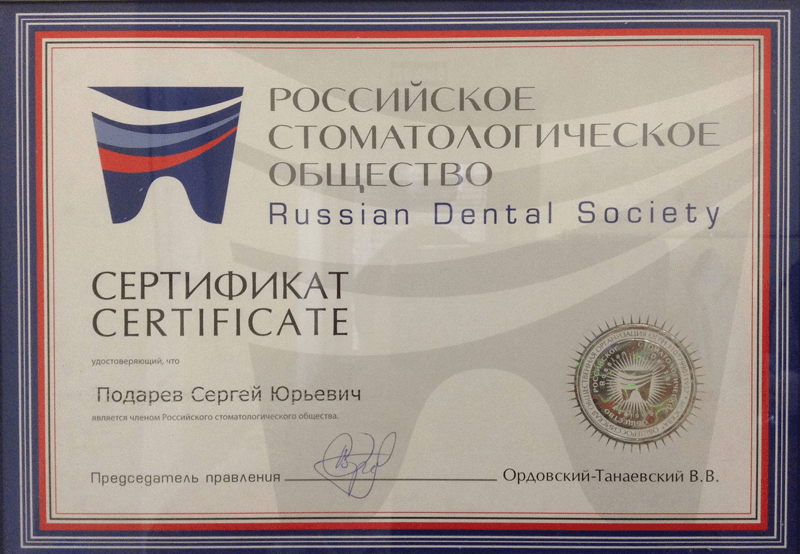 РОССИЙСКОЕ
СТОМАТОЛОГИЧЕСКОЕ
ОБЩЕСТВО
Russian Dental Society
СЕРТИФИКАТ
CERTIFICATE
удостоверяющий, что
Подарев Сергей Юрьевич
является членом Российского стоматологического общества.
Председатель правления Ордовский-Танаевский В.В.